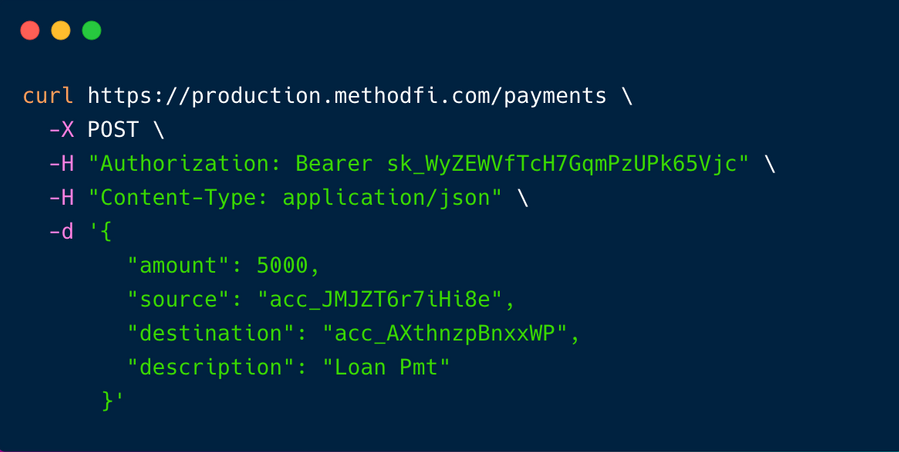 curl https://production.methodfi.com/payments \
-X POST \
-H "Authorization: Bearer sk_WyZEWVfTcH7GqmPzUPk65Vjc" \
-H "Content-Type: application/json" \
-d '{
"amount": 5000,
"source": "acc_JMJZT6r7iHi8e",
"destination": "acc_AXthnzpBnxxWP",
"description": "Loan Pmt"
}'